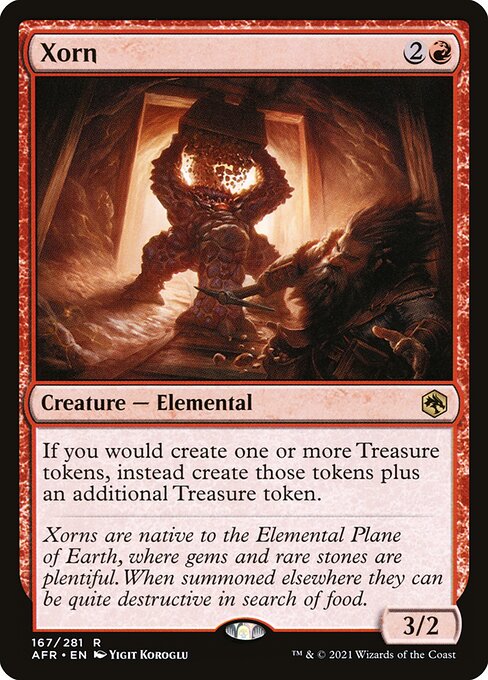 Xorn 2
Creature — Elemental
If you would create one or more Treasure
tokens, instead create those tokens plus
an additional Treasure token.
Xorns are native to the Elemental Plane
of Earth, where gems and rare stones are
plentiful. When summoned elsewhere they can
be quite destructive in search of food.
3/2
167/281 R
AFR • EN Yigit Koroglu
™ & © 2021 Wizards of the Coast